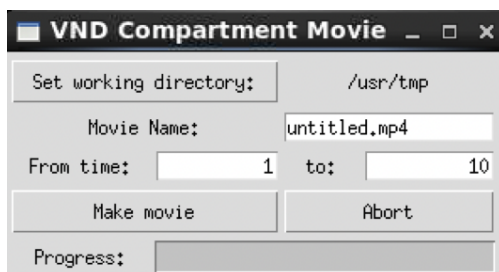 VND Compartment Movie
Set working directory: /usr/tmp
Movie Name: untitled.mp4
From time: 1 to: 10
Make movie Abort
Progress: